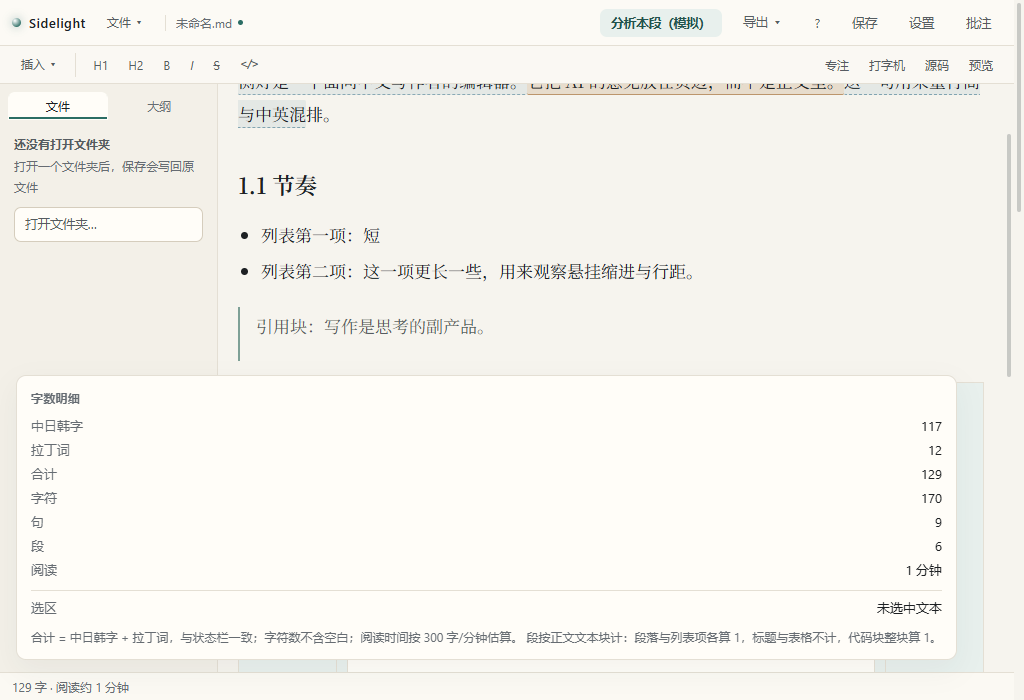 Sidelight
文件
未命名.md
分析本段（模拟）
导出
?
保存
设置
批注
插入
H1
H2
B
I
S
</>
专注
打字机
源码
预览
文件
大纲
还没有打开文件夹
打开一个文件夹后，保存会写回原
文件
打开文件夹...
与中英混排。
1.1 节奏
列表第一项：短
列表第二项：这一项更长一些，用来观察悬挂缩进与行距。
引用块：写作是思考的副产品。
字数明细
中日韩字 117
拉丁词 12
合计 129
字符 170
句 9
段 6
阅读 1 分钟
选区 未选中文本
合计 = 中日韩字 + 拉丁词，与状态栏一致；字符数不含空白；阅读时间按 300 字/分钟估算。 段按正文文本块计：段落与列表项各算 1，标题与表格不计，代码块整块算 1。
129 字 · 阅读约 1 分钟